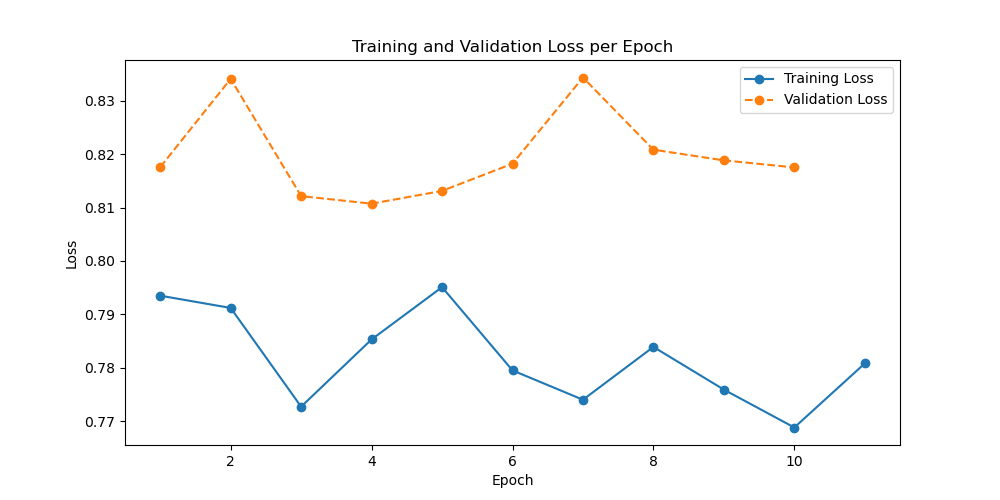 Training and Validation Loss per Epoch
Training Loss
Validation Loss
0.83
0.82
0.81
0.80
0.79
0.78
0.77
Loss
2
4
6
8
10
Epoch